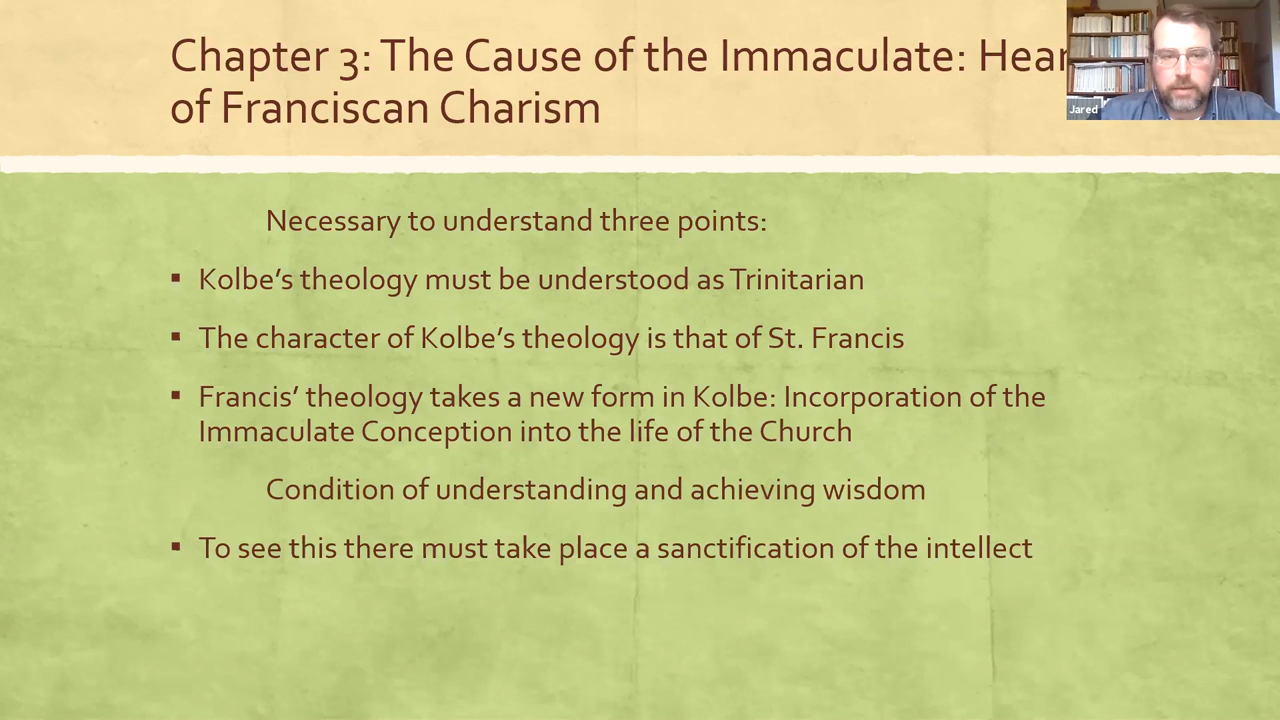 Chapter 3: The Cause of the Immaculate: Hear
of Franciscan Charism
Jared
Necessary to understand three points:
▪ Kolbe’s theology must be understood as Trinitarian
▪ The character of Kolbe’s theology is that of St. Francis
▪ Francis’ theology takes a new form in Kolbe: Incorporation of the
Immaculate Conception into the life of the Church
Condition of understanding and achieving wisdom
▪ To see this there must take place a sanctification of the intellect